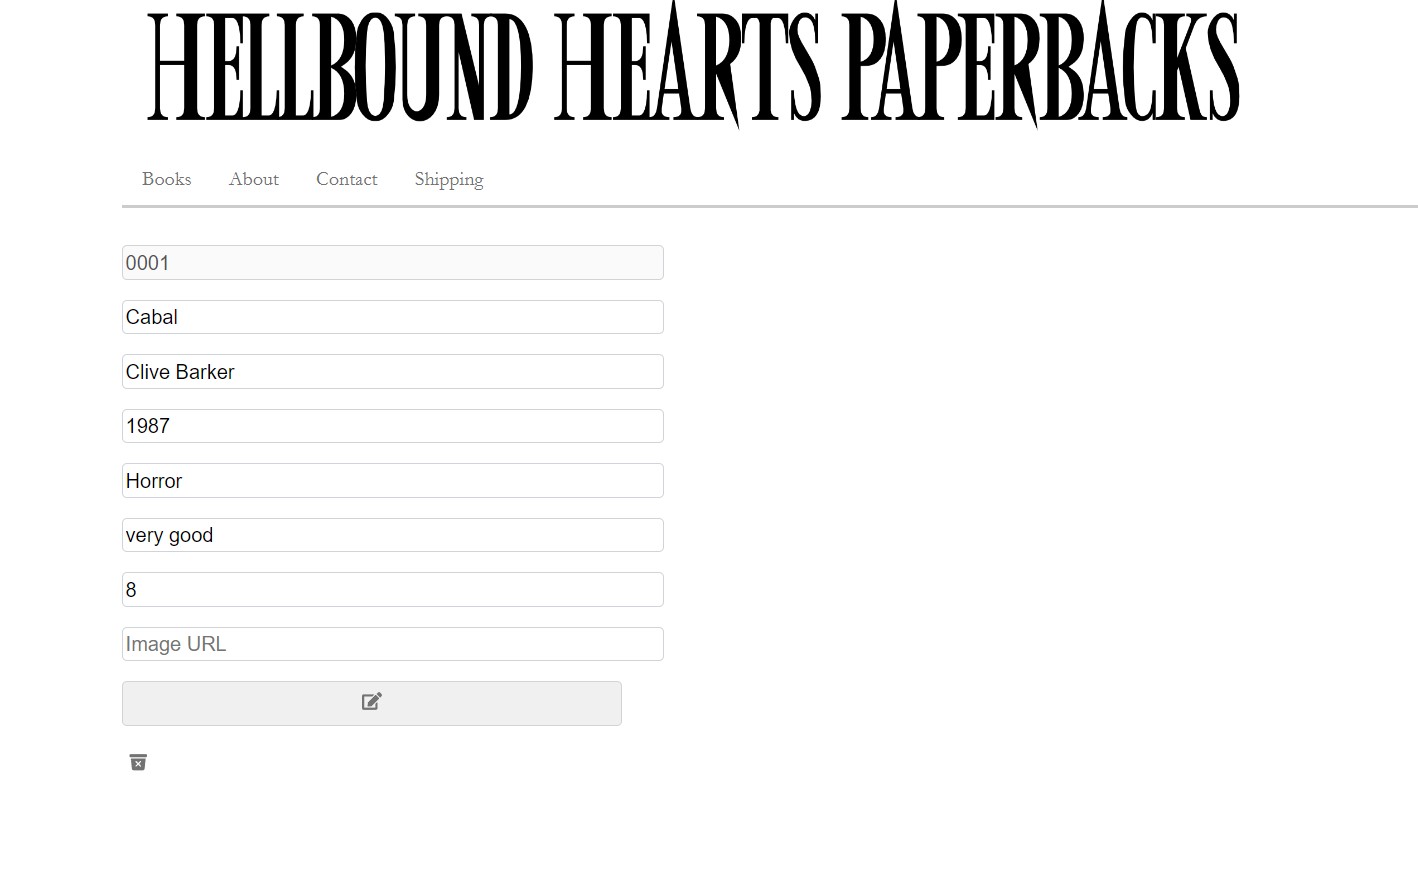 HELLBOUND HEARTS PAPERBACKS
Books About Contact Shipping
0001
Cabal
Clive Barker
1987
Horror
very good
8
Image URL